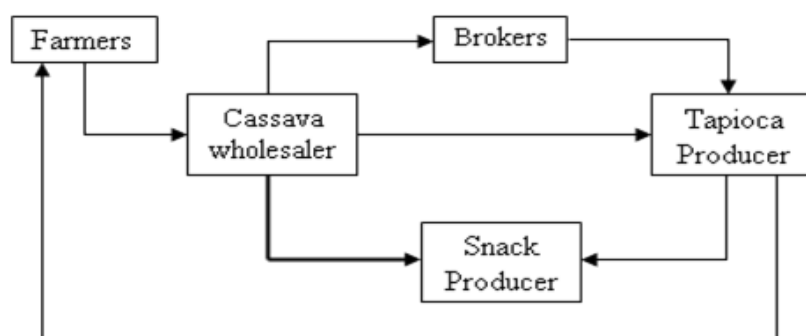 Farmers
Brokers
Cassava
wholesaler
Tapioca
Producer
Snack
Producer